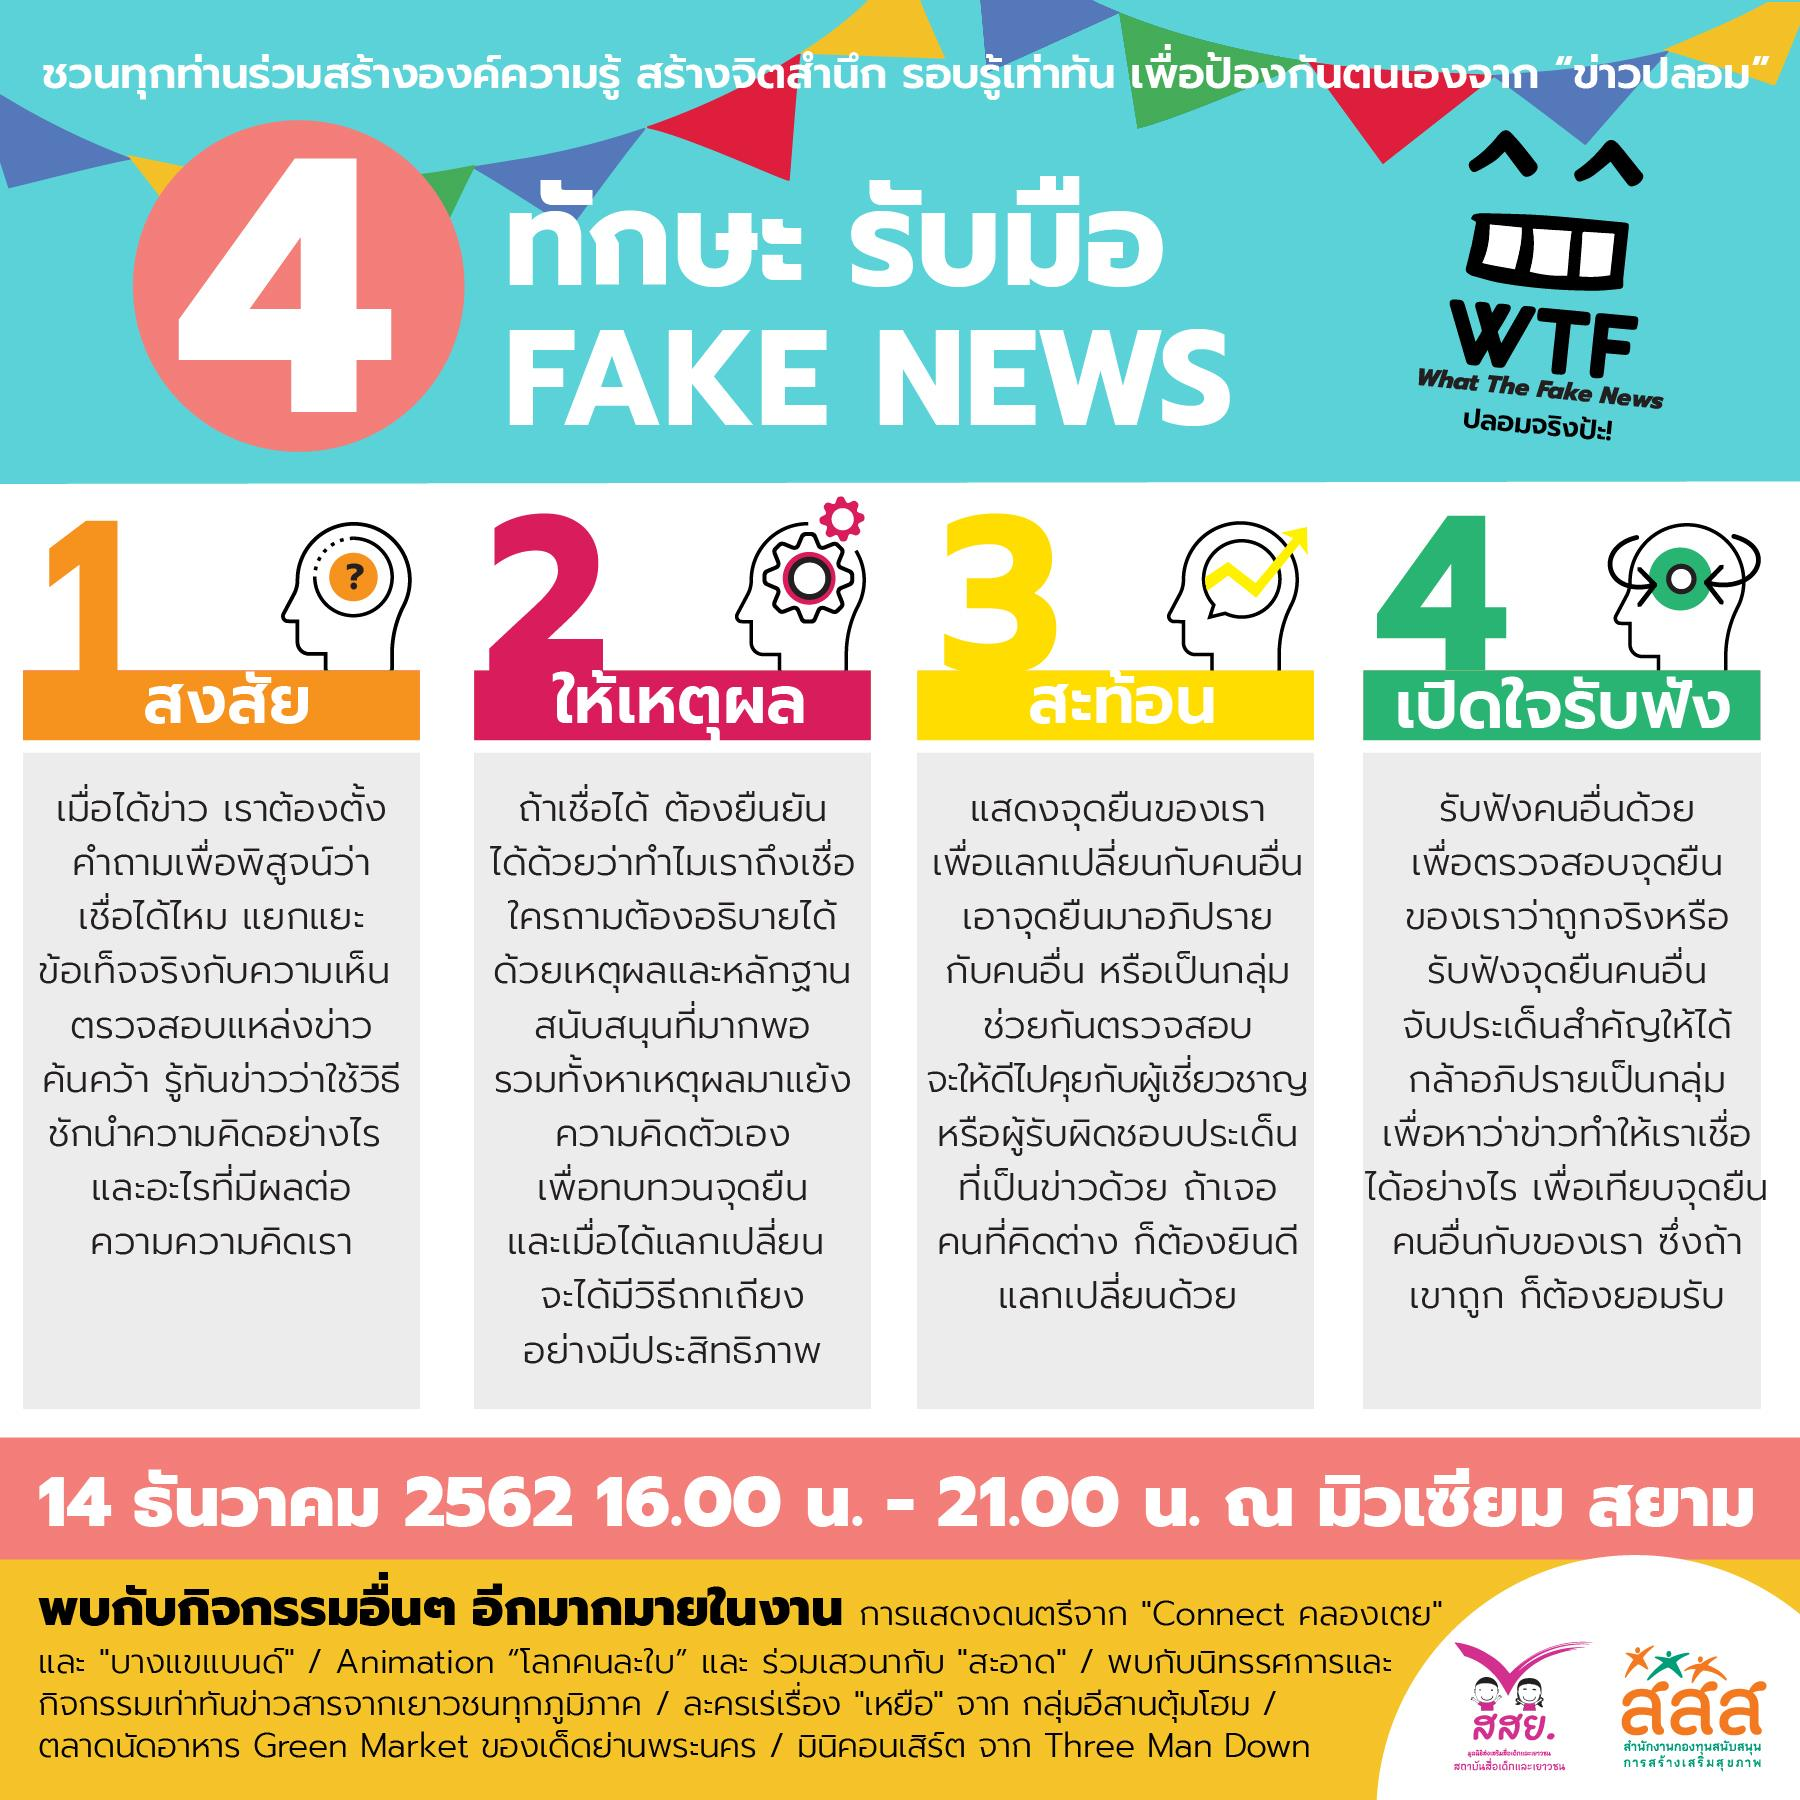 ชวนทุกท่านร่วมสร้างองค์ความรู้ สร้างจิตสำนึก รอบรู้เท่าทัน เพื่อป้องกันตนเองจาก “ข่าวปลอม”
4
ทักษะ รับมือ
FAKE NEWS
WTF
What The Fake News
ปลอมจริงป้ะ!
1
?
สงสัย
เมื่อได้ข่าว เราต้องตั้ง
คำถามเพื่อพิสูจน์ว่า
เชื่อได้ไหม แยกแยะ
ข้อเท็จจริงกับความเห็น
ตรวจสอบแหล่งข่าว
ค้นคว้า รู้ทันข่าวว่าใช้วิธี
ชักนำความคิดอย่างไร
และอะไรที่มีผลต่อ
ความความคิดเรา
2
ให้เหตุผล
ถ้าเชื่อได้ ต้องยืนยัน
ได้ด้วยว่าทำไมเราถึงเชื่อ
ใครถามต้องอธิบายได้
ด้วยเหตุผลและหลักฐาน
สนับสนุนที่มากพอ
รวมทั้งหาเหตุผลมาแย้ง
ความคิดตัวเอง
เพื่อทบทวนจุดยืน
และเมื่อได้แลกเปลี่ยน
จะได้มีวิธีถกเถียง
อย่างมีประสิทธิภาพ
3
สะท้อน
แสดงจุดยืนของเรา
เพื่อแลกเปลี่ยนกับคนอื่น
เอาจุดยืนมาอภิปราย
กับคนอื่น หรือเป็นกลุ่ม
ช่วยกันตรวจสอบ
จะให้ดีไปคุยกับผู้เชี่ยวชาญ
หรือผู้รับผิดชอบประเด็น
ที่เป็นข่าวด้วย ถ้าเจอ
คนที่คิดต่าง ก็ต้องยินดี
แลกเปลี่ยนด้วย
4
เปิดใจรับฟัง
รับฟังคนอื่นด้วย
เพื่อตรวจสอบจุดยืน
ของเราว่าถูกจริงหรือ
รับฟังจุดยืนคนอื่น
จับประเด็นสำคัญให้ได้
กล้าอภิปรายเป็นกลุ่ม
เพื่อหาว่าข่าวทำให้เราเชื่อ
ได้อย่างไร เพื่อเทียบจุดยืน
คนอื่นกับของเรา ซึ่งถ้า
เขาถูก ก็ต้องยอมรับ
14 ธันวาคม 2562 16.00 น. - 21.00 น. ณ มิวเซียม สยาม
พบกับกิจกรรมอื่นๆ อีกมากมายในงาน การแสดงดนตรีจาก "Connect คลองเตย"
และ "บางแขแบนด์" / Animation “โลกคนละใบ” และ ร่วมเสวนากับ "สะอาด" / พบกับนิทรรศการและ
กิจกรรมเท่าทันข่าวสารจากเยาวชนทุกภูมิภาค / ละครเร่เรื่อง "เหยือ" จาก กลุ่มอีสานตุ้มโฮม /
ตลาดนัดอาหาร Green Market ของเด็ดย่านพระนคร / มินิคอนเสิร์ต จาก Three Man Down
สสย.
มูลนิธิส่งเสริมสื่อเด็กและเยาวชน
สถาบันสื่อเด็กและเยาวชน
สสส
สำนักงานกองทุนสนับสนุน
การสร้างเสริมสุขภาพ